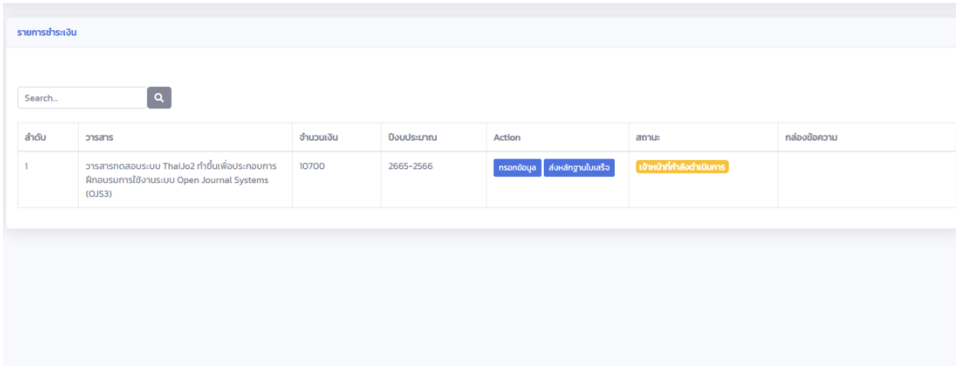 รายการชำระเงิน
Search..
ลำดับ วารสาร จำนวนเงิน ปีงบประมาณ Action สถานะ กล่องข้อความ
1 วารสารทดสอบระบบ ThaiJo2 ทำขึ้นเพื่อประกอบการ 10700 2665-2566 กรอกข้อมูล ส่งหลักฐานใบเสร็จ เจ้าหน้าที่กำลังดำเนินการ
ฝึกอบรมการใช้งานระบบ Open Journal Systems
(OJS3)